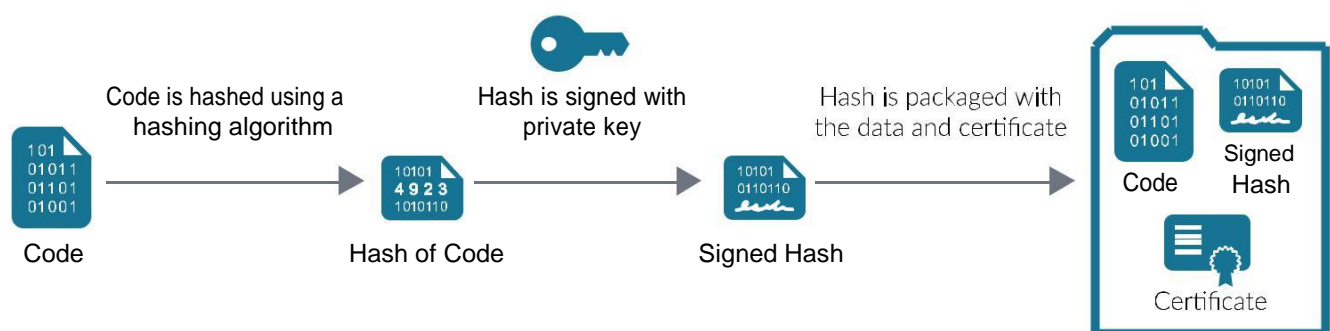 Code is hashed using a
hashing algorithm
Hash is signed with
private key
Hash is packaged with
the data and certificate
101
01011
01101
01001
Code
10101
4923
1010110
Hash of Code
10101
0110110
Signed Hash
101
01011
01101
01001
Code
10101
0110110
Signed
Hash
Certificate